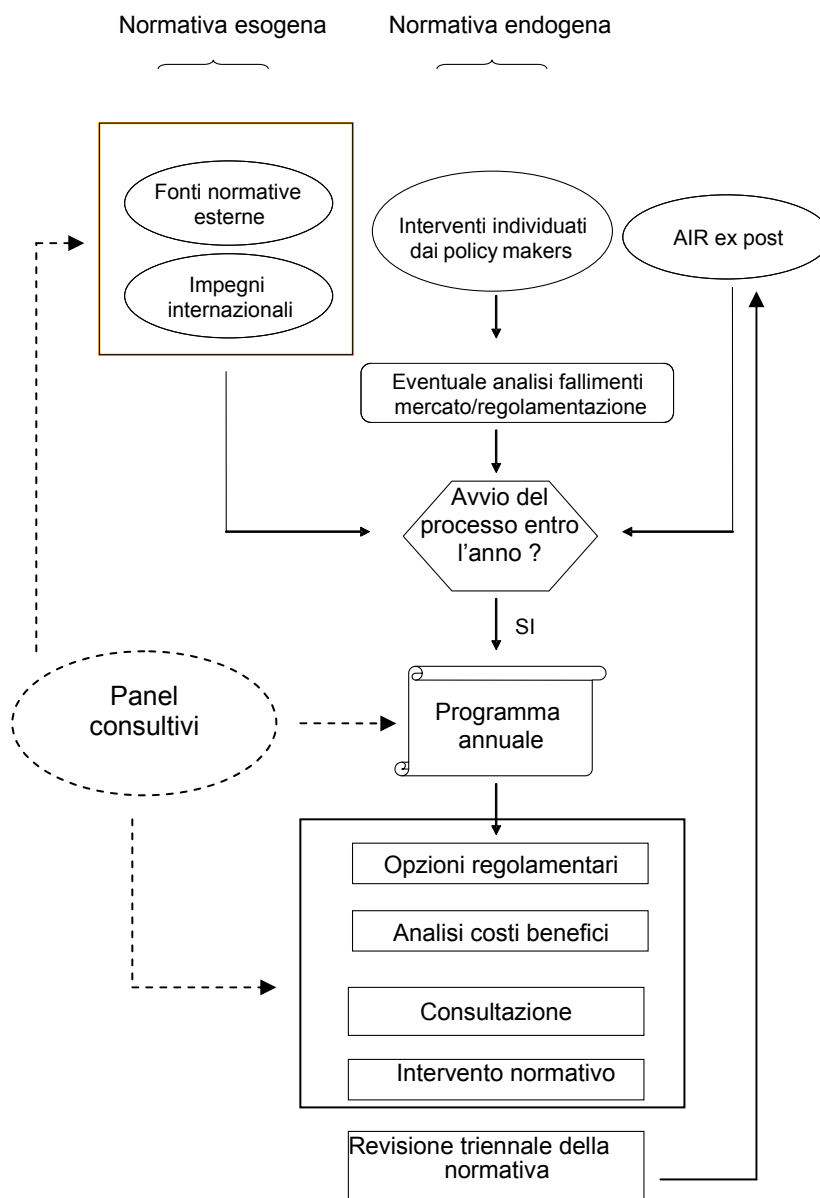 Normativa esogena
Normativa endogena
Fonti normative
esterne
Impegni
internazionali
Interventi individuati
dai policy makers
AIR ex post
Eventuale analisi fallimenti
mercato/regolamentazione
Avvio del
processo entro
l'anno ?
SI
Panel
consultivi
Programma
annuale
Opzioni regolamentari
Analisi costi benefici
Consultazione
Intervento normativo
Revisione triennale della
normativa